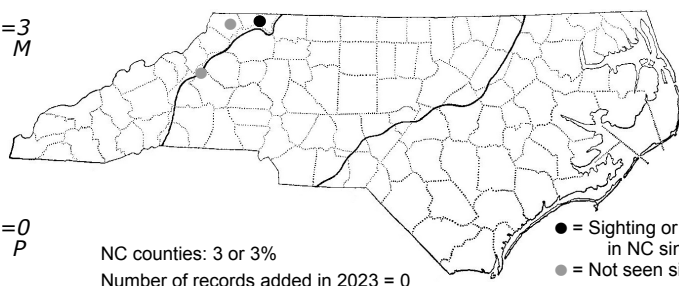 =3
M
=0
P
NC counties: 3 or 3%
Number of records added in 2023 = 0
● = Sighting or
in NC sin
● = Not seen si